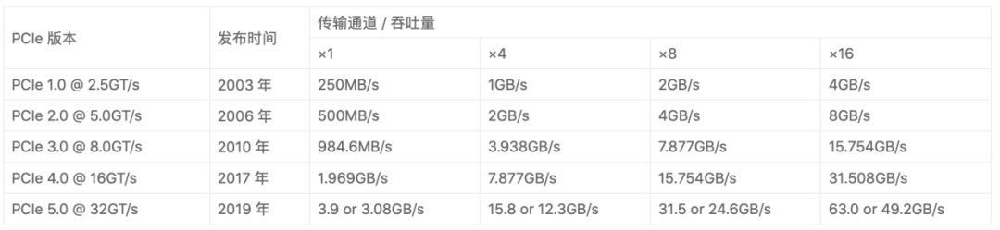 PCIe 版本 发布时间 传输通道 / 吞吐量
×1 ×4 ×8 ×16
PCIe 1.0 @ 2.5GT/s 2003 年 250MB/s 1GB/s 2GB/s 4GB/s
PCIe 2.0 @ 5.0GT/s 2006 年 500MB/s 2GB/s 4GB/s 8GB/s
PCIe 3.0 @ 8.0GT/s 2010 年 984.6MB/s 3.938GB/s 7.877GB/s 15.754GB/s
PCIe 4.0 @ 16GT/s 2017 年 1.969GB/s 7.877GB/s 15.754GB/s 31.508GB/s
PCIe 5.0 @ 32GT/s 2019 年 3.9 or 3.08GB/s 15.8 or 12.3GB/s 31.5 or 24.6GB/s 63.0 or 49.2GB/s